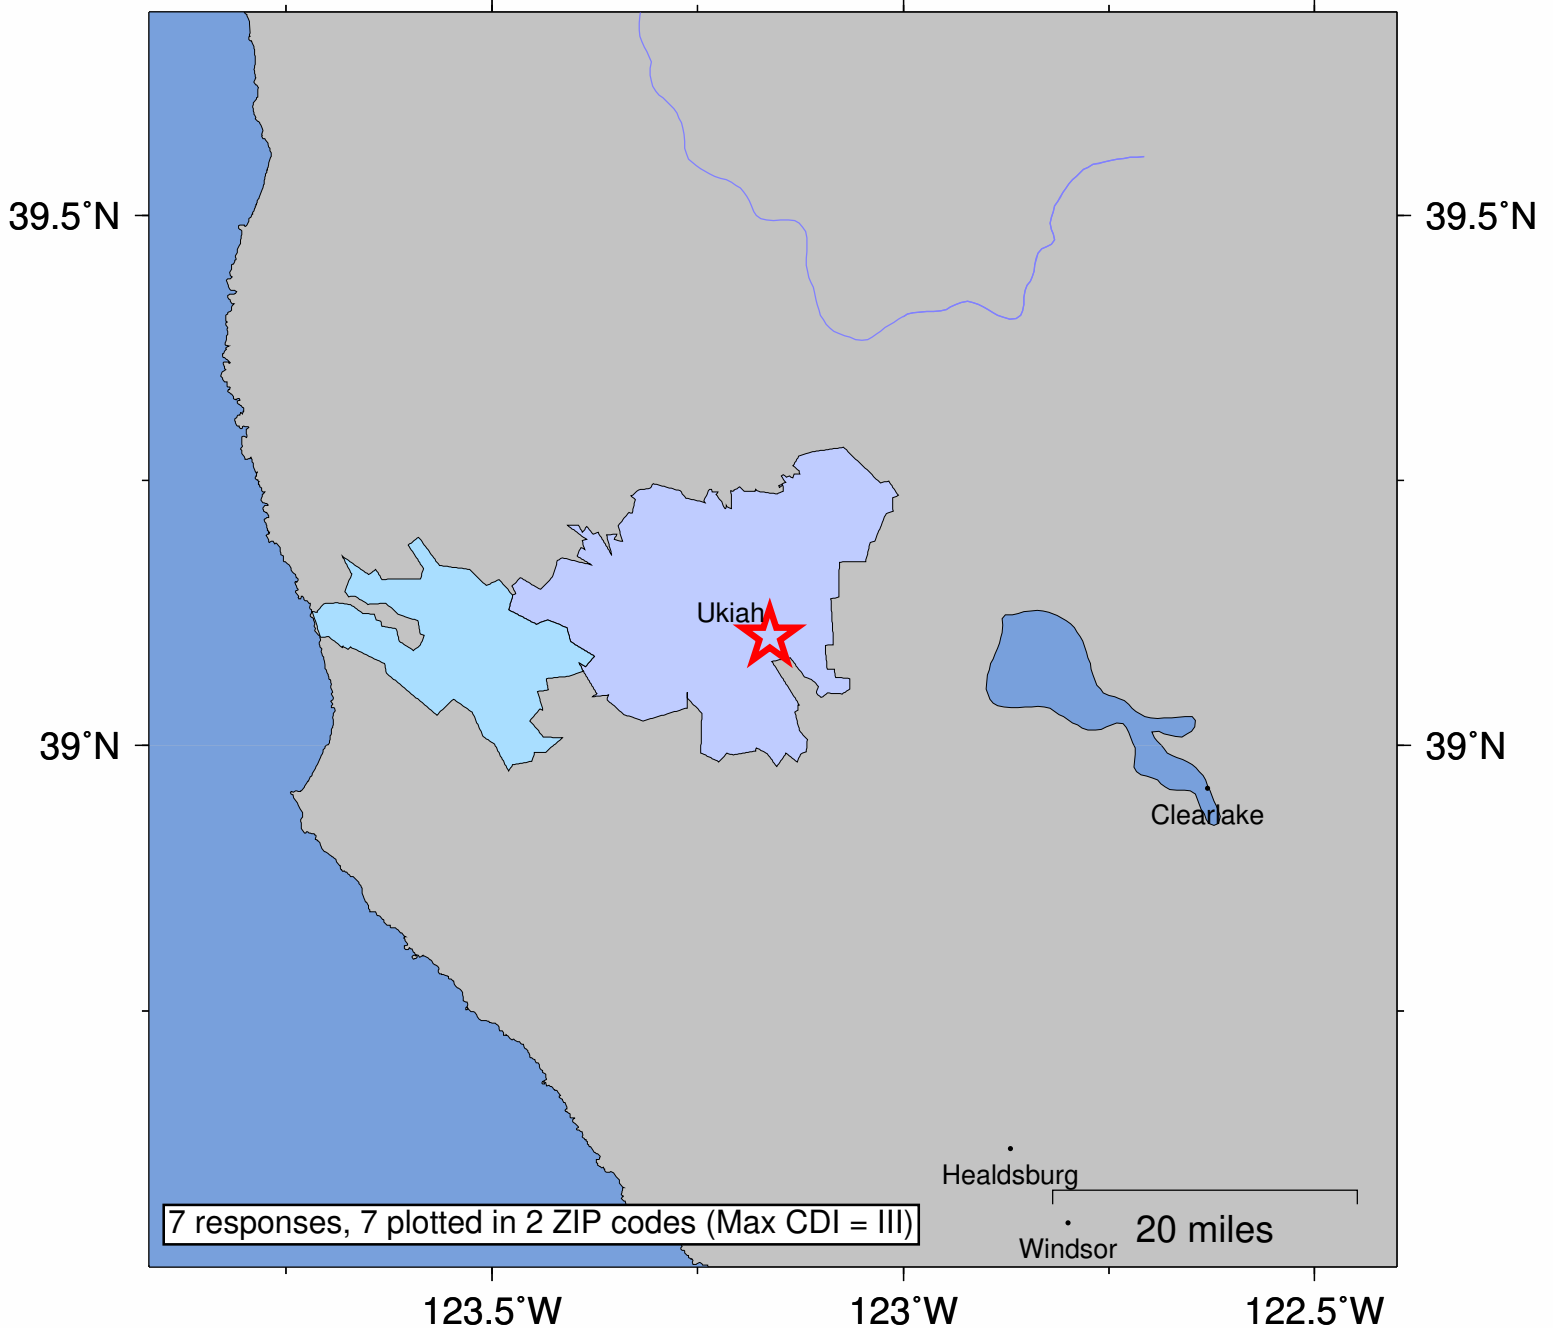 39.5˚N
39.5˚N
Ukiah
39˚N
39˚N
Clearlake
Healdsburg
7 responses, 7 plotted in 2 ZIP codes (Max CDI = III)
20 miles
Windsor
123.5˚W
123˚W
122.5˚W